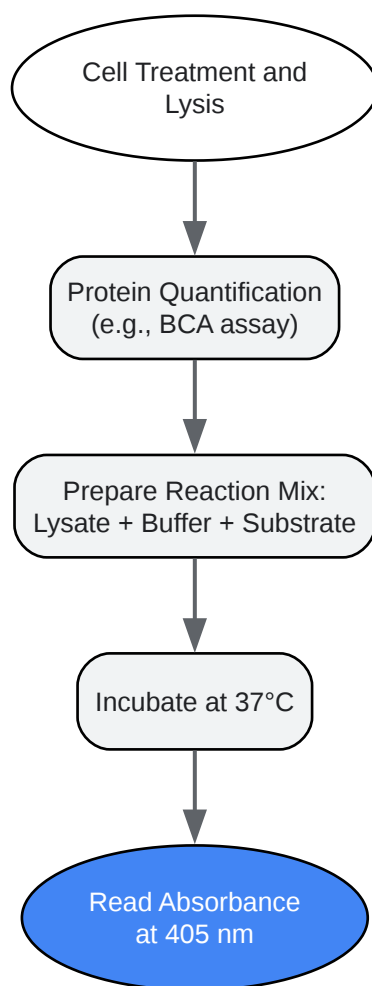 Cell Treatment and
Lysis
Protein Quantification
(e.g., BCA assay)
Prepare Reaction Mix:
Lysate + Buffer + Substrate
Incubate at 37°C
Read Absorbance
at 405 nm